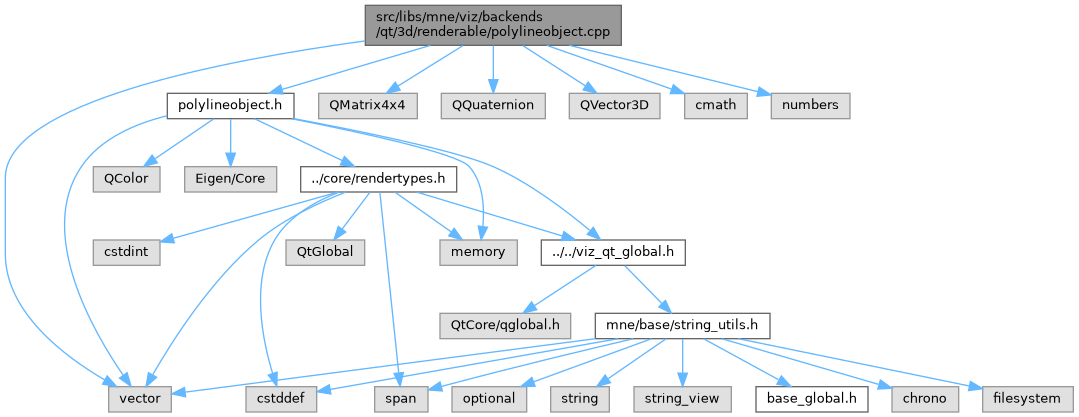 src/libs/mne/viz/backends
/qt/3d/renderable/polylineobject.cpp
polylineobject.h
QMatrix4x4
QQuaternion
QVector3D
cmath
numbers
QColor
Eigen/Core
../core/rendertypes.h
cstdint
QtGlobal
memory
../../viz_qt_global.h
QtCore/qglobal.h
mne/base/string_utils.h
vector
cstddef
span
optional
string
string_view
base_global.h
chrono
filesystem